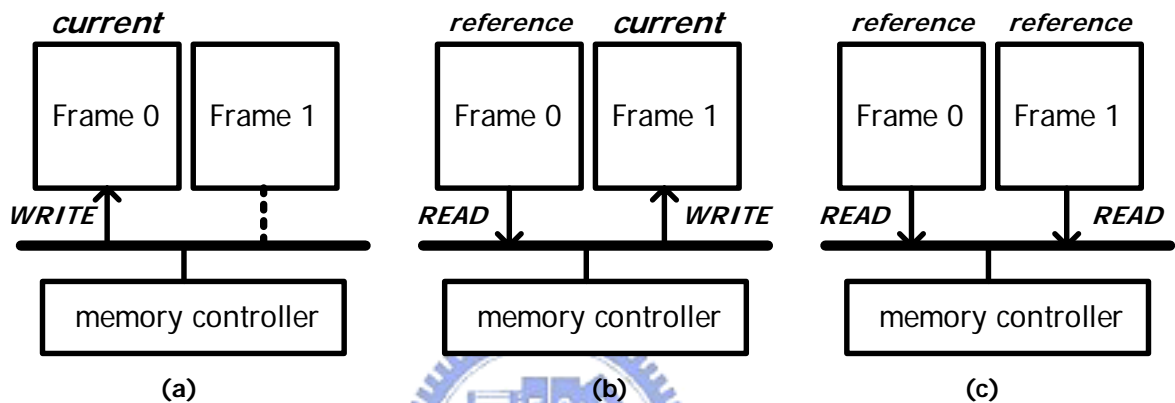 current
reference
current
reference
reference
Frame 0
Frame 1
Frame 0
Frame 1
Frame 0
Frame 1
WRITE
READ
WRITE
READ
READ
memory controller
memory controller
memory controller
(a)
(b)
(c)